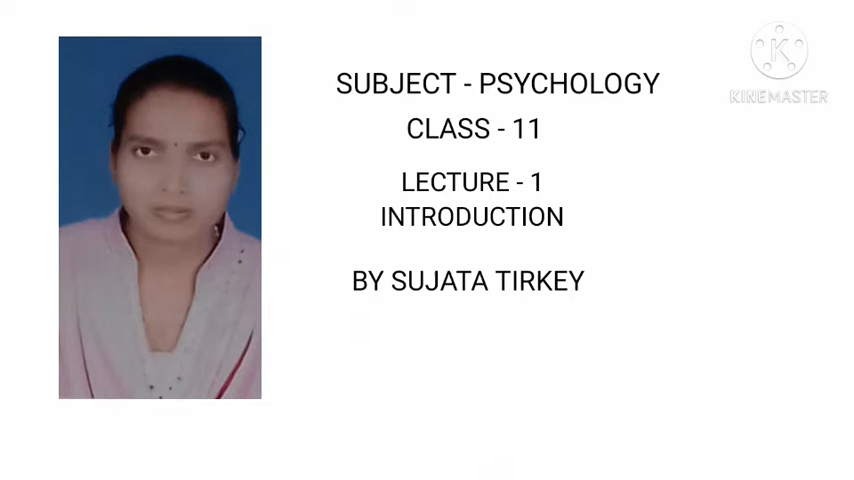 SUBJECT - PSYCHOLOGY
CLASS - 11
LECTURE - 1
INTRODUCTION
BY SUJATA TIRKEY
K
KINEMASTER